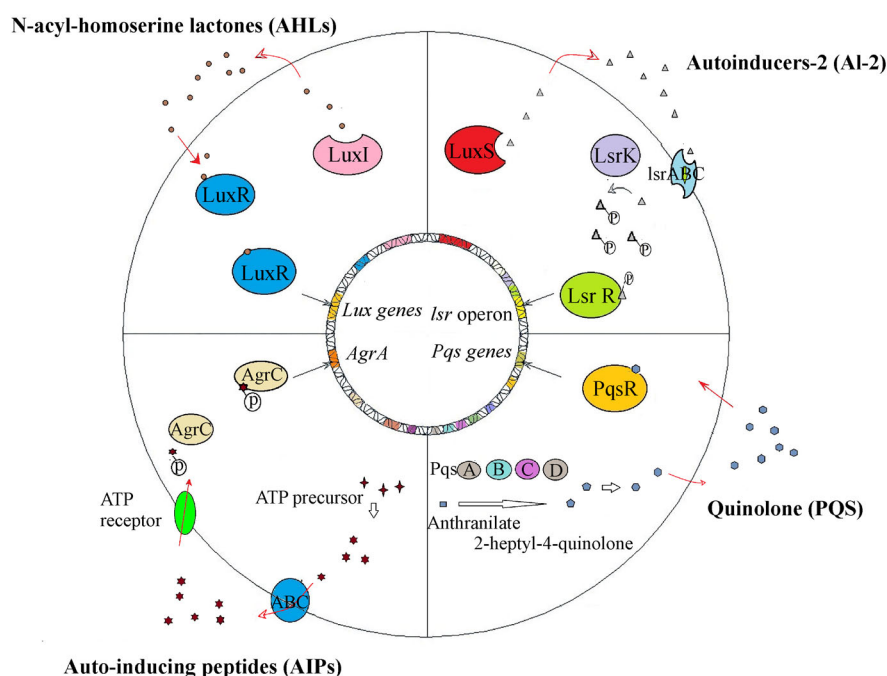 N-acyl-homoserine lactones (AHLs)
Autoinducers-2 (Al-2)
LuxI
LuxS
LsrK
lsrABC
LuxR
P
P
P
LuxR
P
Lsr R
Lux genes
lsr operon
AgrA
Pqs genes
AgrC
p
PqsR
AgrC
p
Pqs A B C D
ATP
receptor
ATP precursor
Anthranilate
2-heptyl-4-quinolone
Quinolone (PQS)
ABC
Auto-inducing peptides (AIPs)